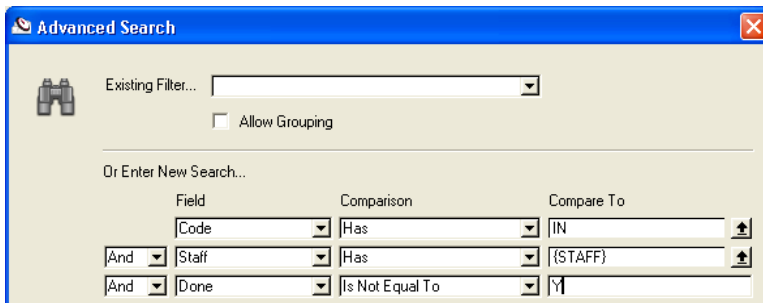 Advanced Search
Existing Filter...
Allow Grouping
Or Enter New Search...
Field Comparison Compare To
Code Has IN
And Staff Has {STAFF}
And Done Is Not Equal To Y